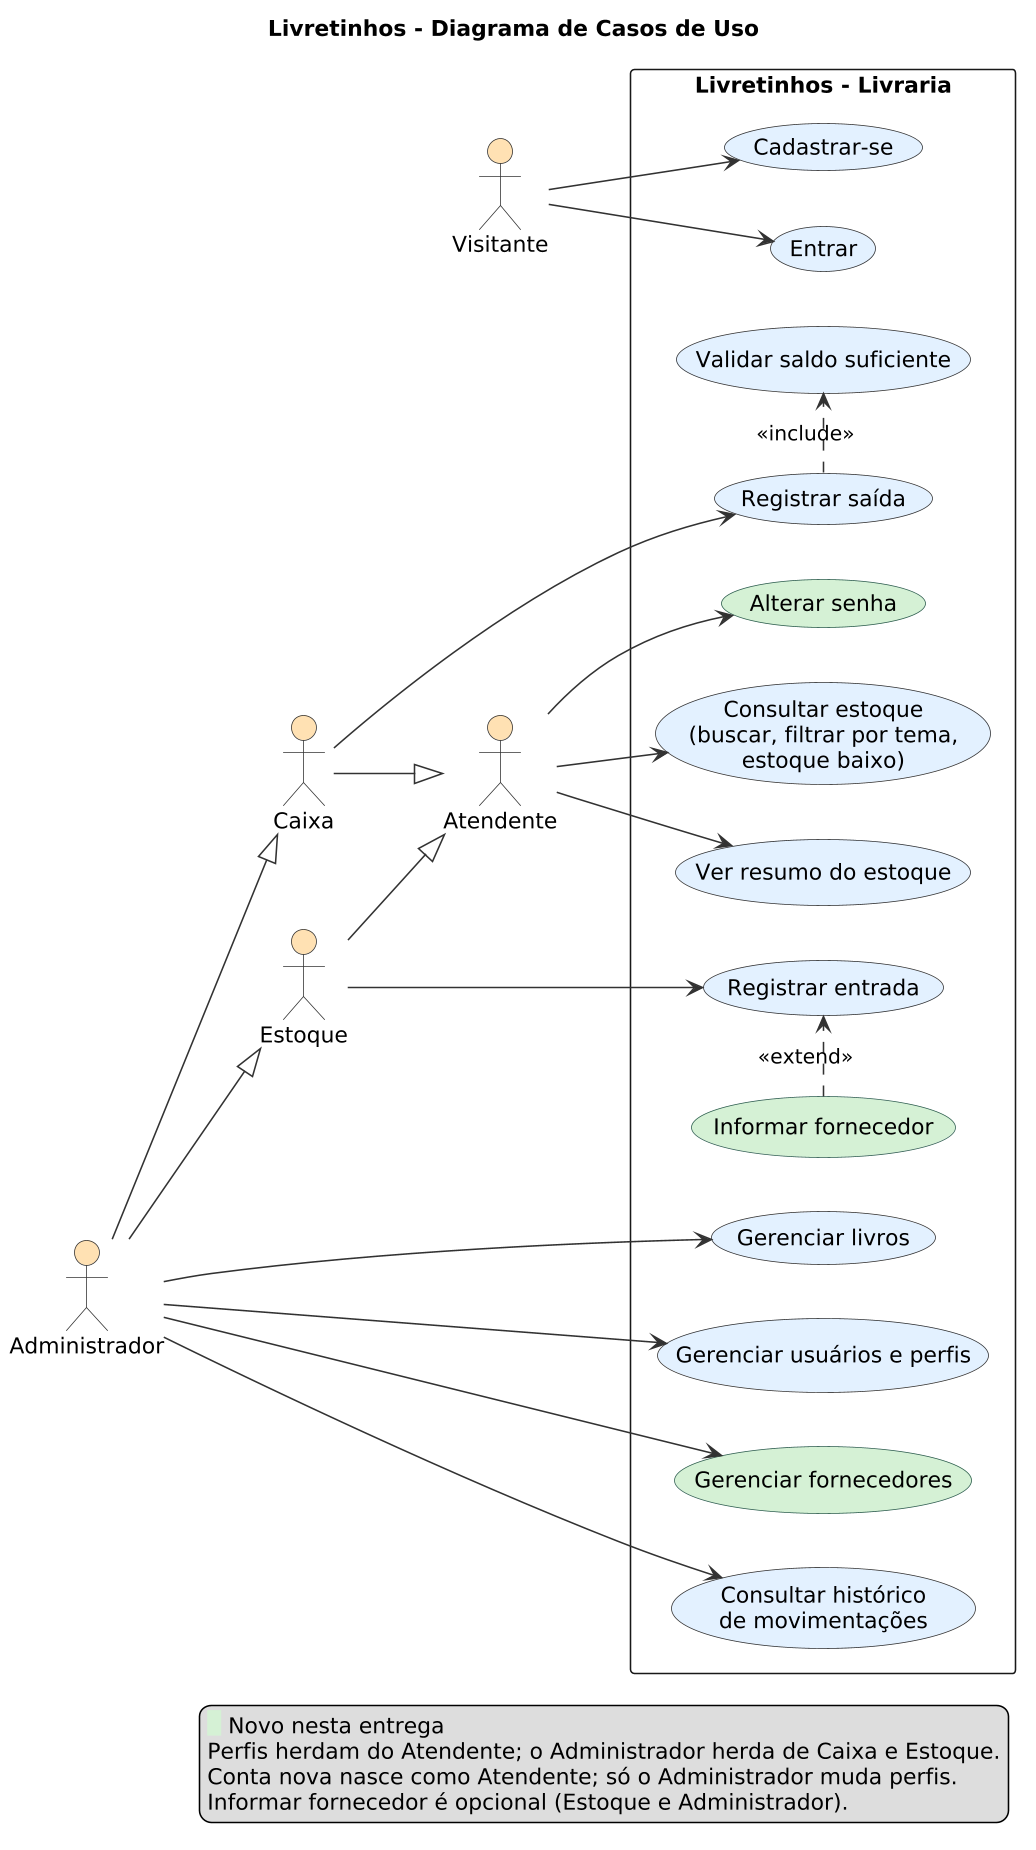 Livretinhos - Diagrama de Casos de Uso
Livretinhos - Livraria
Cadastrar-se
Visitante
Entrar
Validar saldo suficiente
«include»
Registrar saída
Alterar senha
Consultar estoque
(buscar, filtrar por tema,
estoque baixo)
Caixa
Atendente
Ver resumo do estoque
Registrar entrada
Estoque
«extend»
Informar fornecedor
Gerenciar livros
Administrador
Gerenciar usuários e perfis
Gerenciar fornecedores
Consultar histórico
de movimentações
Novo nesta entrega
Perfis herdam do Atendente; o Administrador herda de Caixa e Estoque.
Conta nova nasce como Atendente; só o Administrador muda perfis.
Informar fornecedor é opcional (Estoque e Administrador).